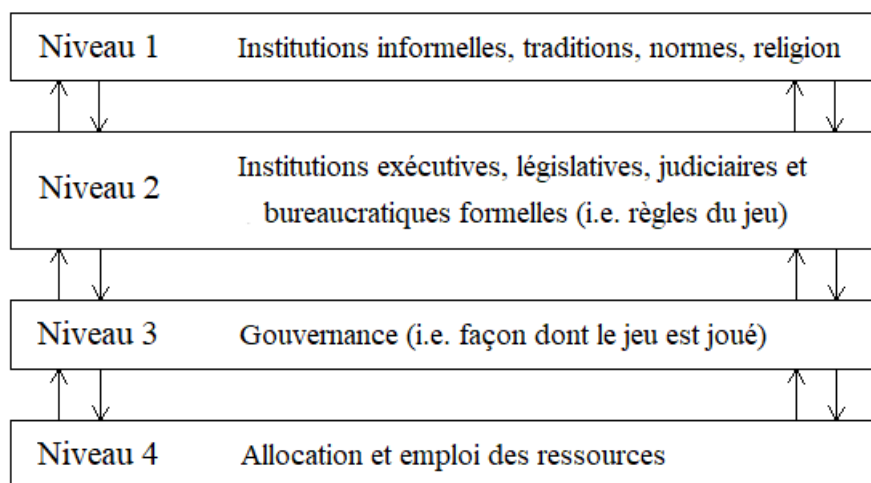 Niveau 1 Institutions informelles, traditions, normes, religion
Institutions exécutives, législatives, judiciaires et
Niveau 2
bureaucratiques formelles (i.e. règles du jeu)
Niveau 3 Gouvernance (i.e. façon dont le jeu est joué)
Niveau 4 Allocation et emploi des ressources